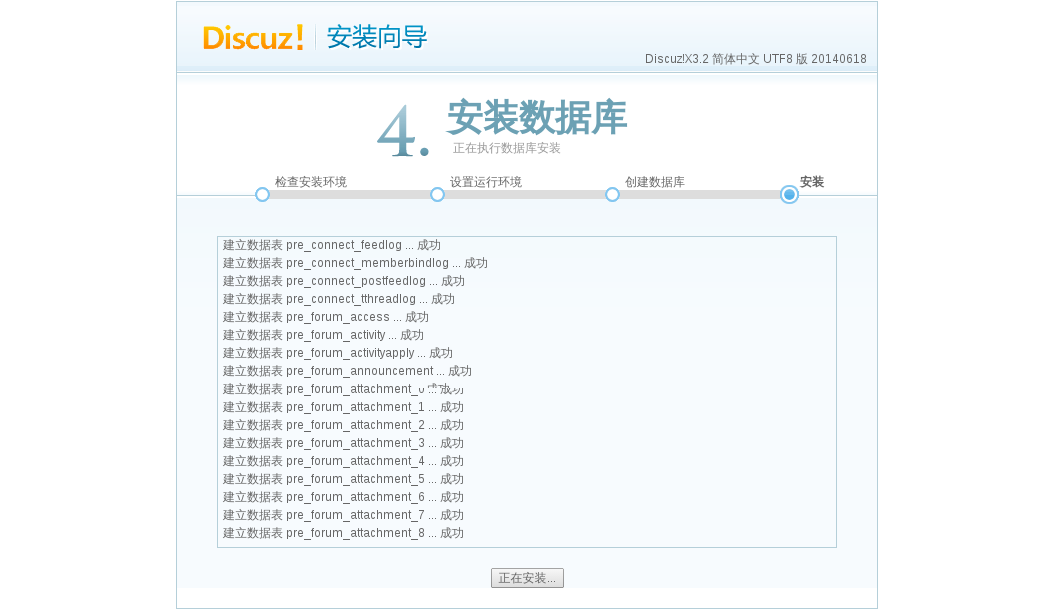 Discuz! 安装向导
Discuz!X3.2 简体中文 UTF8 版 20140618
4. 安装数据库
正在执行数据库安装
检查安装环境 设置运行环境 创建数据库 安装
建立数据表 pre_connect_feedlog ... 成功
建立数据表 pre_connect_memberbindlog ... 成功
建立数据表 pre_connect_postfeedlog ... 成功
建立数据表 pre_connect_tthreadlog ... 成功
建立数据表 pre_forum_access ... 成功
建立数据表 pre_forum_activity ... 成功
建立数据表 pre_forum_activityapply ... 成功
建立数据表 pre_forum_announcement ... 成功
建立数据表 pre_forum_attachment_0 ... 成功
建立数据表 pre_forum_attachment_1 ... 成功
建立数据表 pre_forum_attachment_2 ... 成功
建立数据表 pre_forum_attachment_3 ... 成功
建立数据表 pre_forum_attachment_4 ... 成功
建立数据表 pre_forum_attachment_5 ... 成功
建立数据表 pre_forum_attachment_6 ... 成功
建立数据表 pre_forum_attachment_7 ... 成功
建立数据表 pre_forum_attachment_8 ... 成功
正在安装...